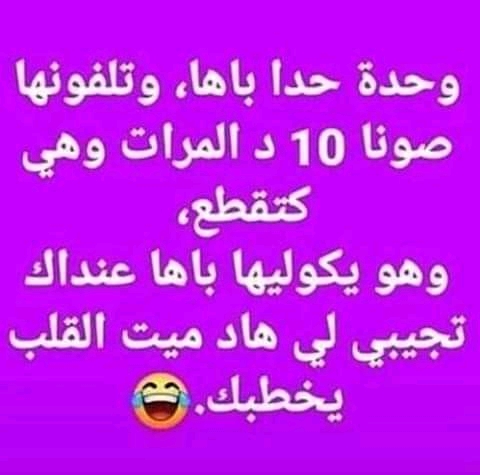 وحدة حدا باها، وتلفونها
صونا 10 د المرات وهي
كتقطع،
وهو يكوليها باها عنداك
تجيبي لي هاد ميت القلب
يخطبك.😂